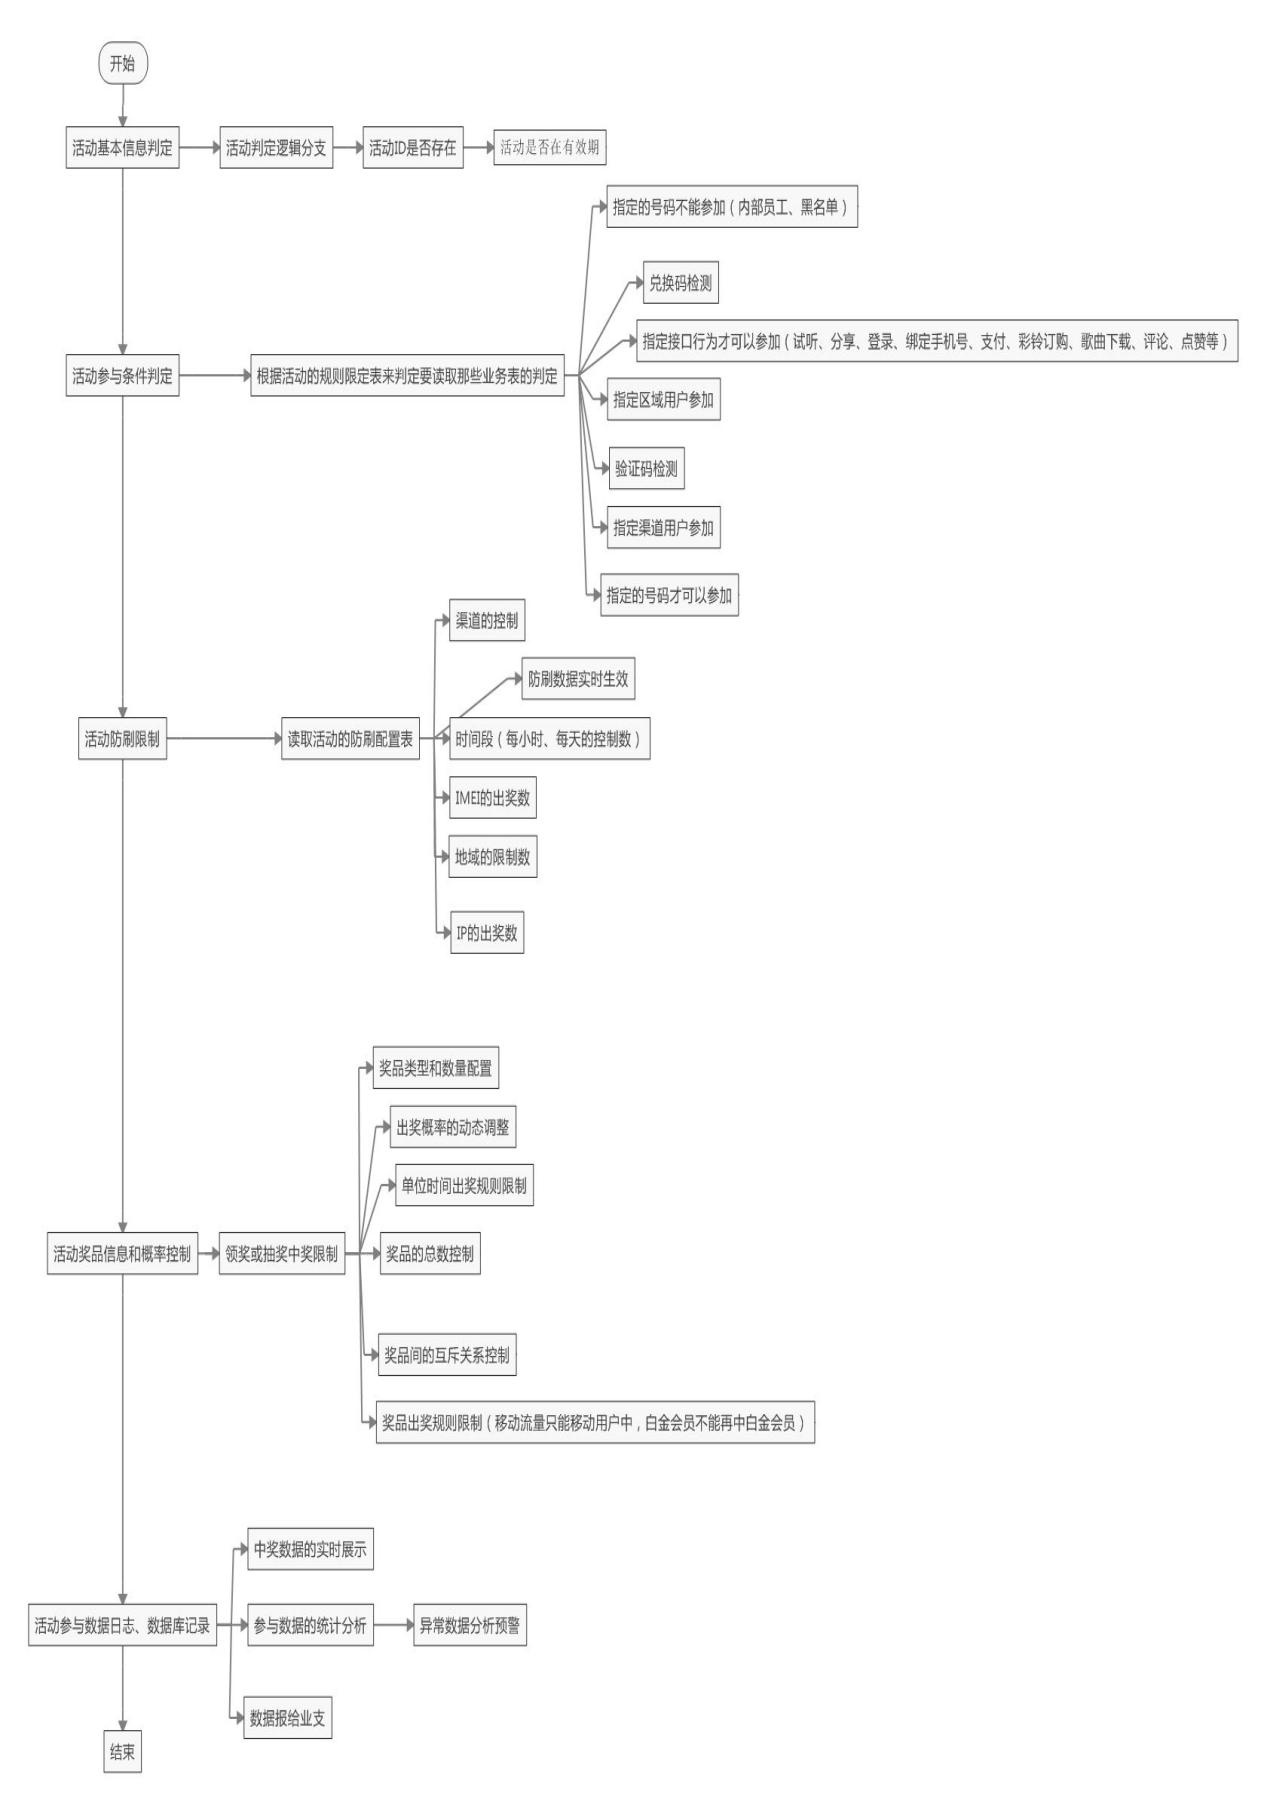 开始
活动基本信息判定
活动判定逻辑分支
活动ID是否存在
活动是否在有效期
指定的号码不能参加（内部员工、黑名单）
兑换码检测
指定接口行为才可以参加（试听、分享、登录、绑定手机号、支付、彩铃订购、歌曲下载、评论、点赞等）
活动参与条件判定
根据活动的规则限定表来判定要读取那些业务表的判定
指定区域用户参加
验证码检测
指定渠道用户参加
指定的号码才可以参加
渠道的控制
防刷数据实时生效
活动防刷限制
读取活动的防刷配置表
时间段（每小时、每天的控制数）
IMEI的出奖数
地域的限制数
IP的出奖数
奖品类型和数量配置
出奖概率的动态调整
单位时间出奖规则限制
活动奖品信息和概率控制
领奖或抽奖中奖限制
奖品的总数控制
奖品间的互斥关系控制
奖品出奖规则限制（移动流量只能移动用户中，白金会员不能再中白金会员）
中奖数据的实时展示
活动参与数据日志、数据库记录
参与数据的统计分析
异常数据分析预警
数据报给业支
结束